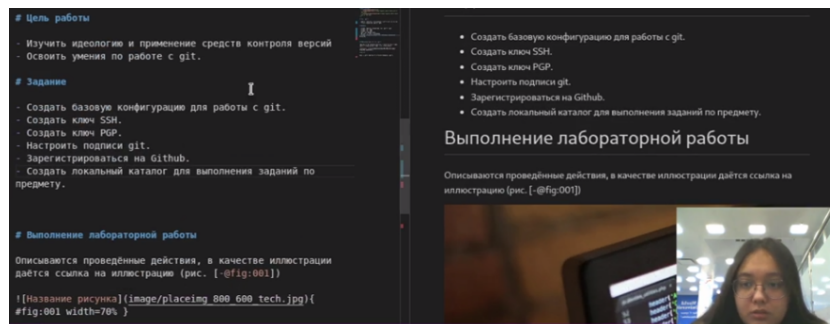 # Цель работы
- Изучить идеологию и применение средств контроля версий
- Освоить умения по работе с git.
# Задание
- Создать базовую конфигурацию для работы с git.
- Создать ключ SSH.
- Создать ключ PGP.
- Настроить подписи git.
- Зарегистрироваться на Github.
- Создать локальный каталог для выполнения заданий по
предмету.
# Выполнение лабораторной работы
Описываются проведённые действия, в качестве иллюстрации
даётся ссылка на иллюстрацию (рис. [-@fig:001])
![Название рисунка](image/placeimg_800_600_tech.jpg){
#fig:001 width=70% }
• Создать базовую конфигурацию для работы с git.
• Создать ключ SSH.
• Создать ключ PGP.
• Настроить подписи git.
• Зарегистрироваться на Github.
• Создать локальный каталог для выполнения заданий по предмету.
Выполнение лабораторной работы
Описываются проведённые действия, в качестве иллюстрации даётся ссылка на
иллюстрацию (рис. [-@fig:001])